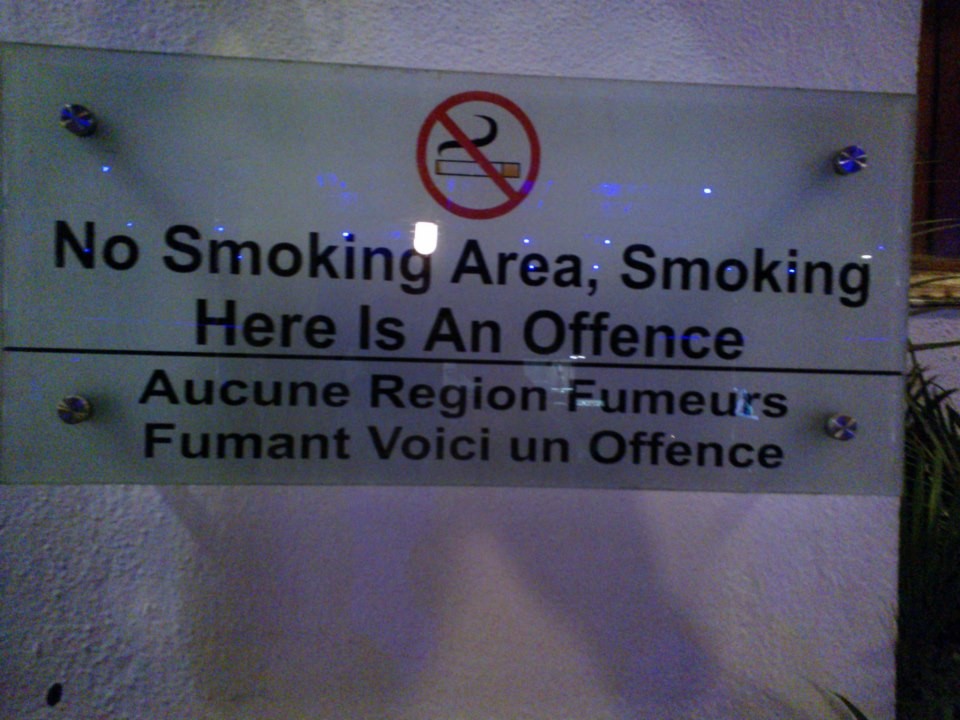 No Smoking Area, Smoking
Here Is An Offence
Aucune Region Fumeurs
Fumant Voici un Offence